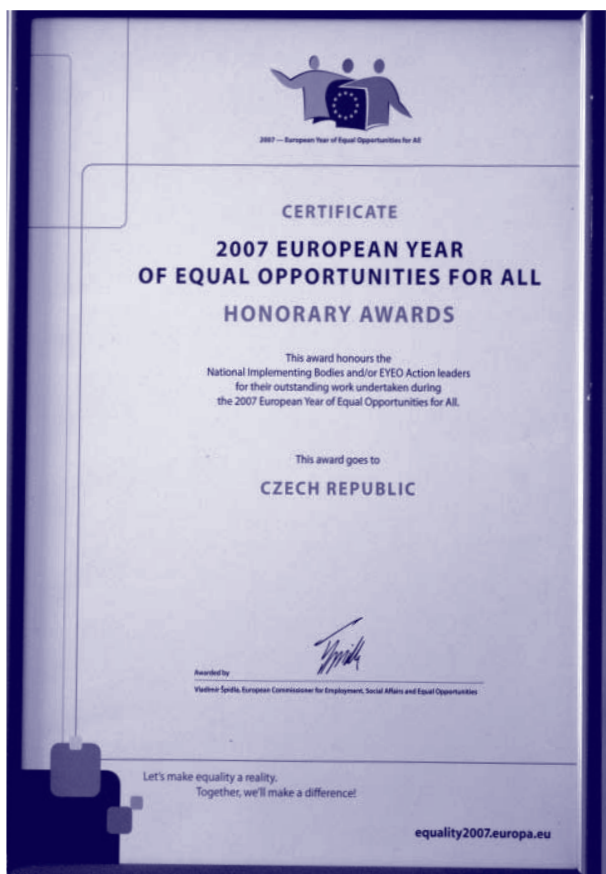 2007 — European Year of Equal Opportunities for All
CERTIFICATE
2007 EUROPEAN YEAR
OF EQUAL OPPORTUNITIES FOR ALL
HONORARY AWARDS
This award honours the
National Implementing Bodies and/or EYEO Action leaders
for their outstanding work undertaken during
the 2007 European Year of Equal Opportunities for All.
This award goes to
CZECH REPUBLIC
Awarded by
Vladimír Špidla, European Commissioner for Employment, Social Affairs and Equal Opportunities
Let's make equality a reality.
Together, we'll make a difference!
equality2007.europa.eu